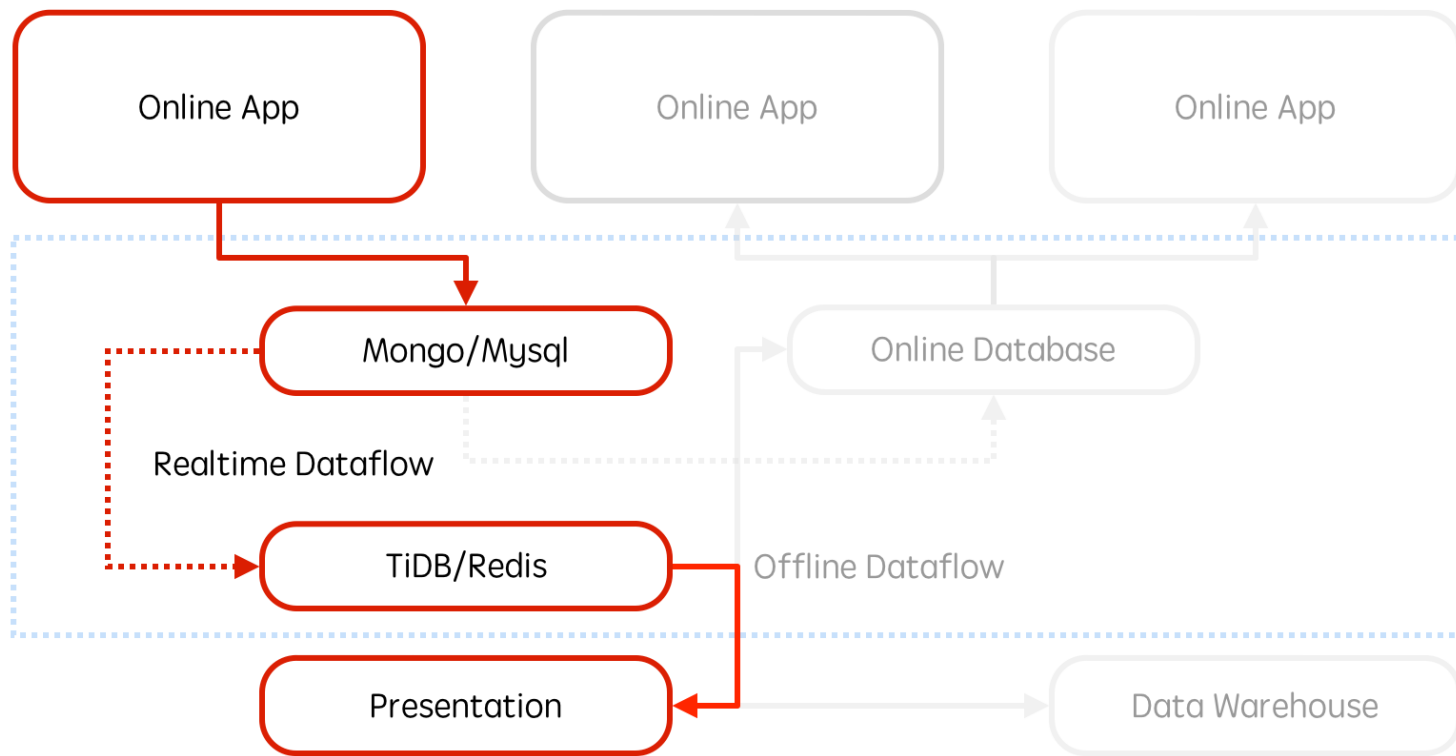 Online App
Online App
Online App
Mongo/Mysql
Online Database
Realtime Dataflow
TiDB/Redis
Offline Dataflow
Presentation
Data Warehouse